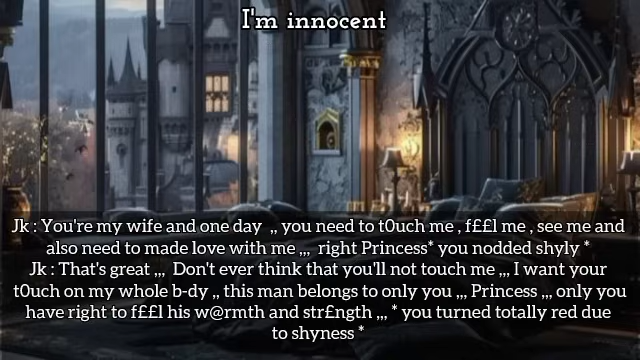 I'm innocent
Jk : You're my wife and one day ,, you need to t0uch me , f££l me , see me and
also need to made love with me ,,, right Princess* you nodded shyly *
Jk : That's great ,,, Don't ever think that you'll not touch me ,,, I want your
t0uch on my whole b-dy ,, this man belongs to only you ,,, Princess ,,, only you
have right to f££l his w@rmth and str£ngth ,,, * you turned totally red due
to shyness *